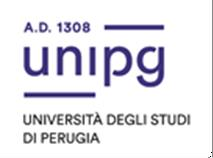 A.D. 1308
unipg
UNIVERSITÀ DEGLI STUDI
DI PERUGIA